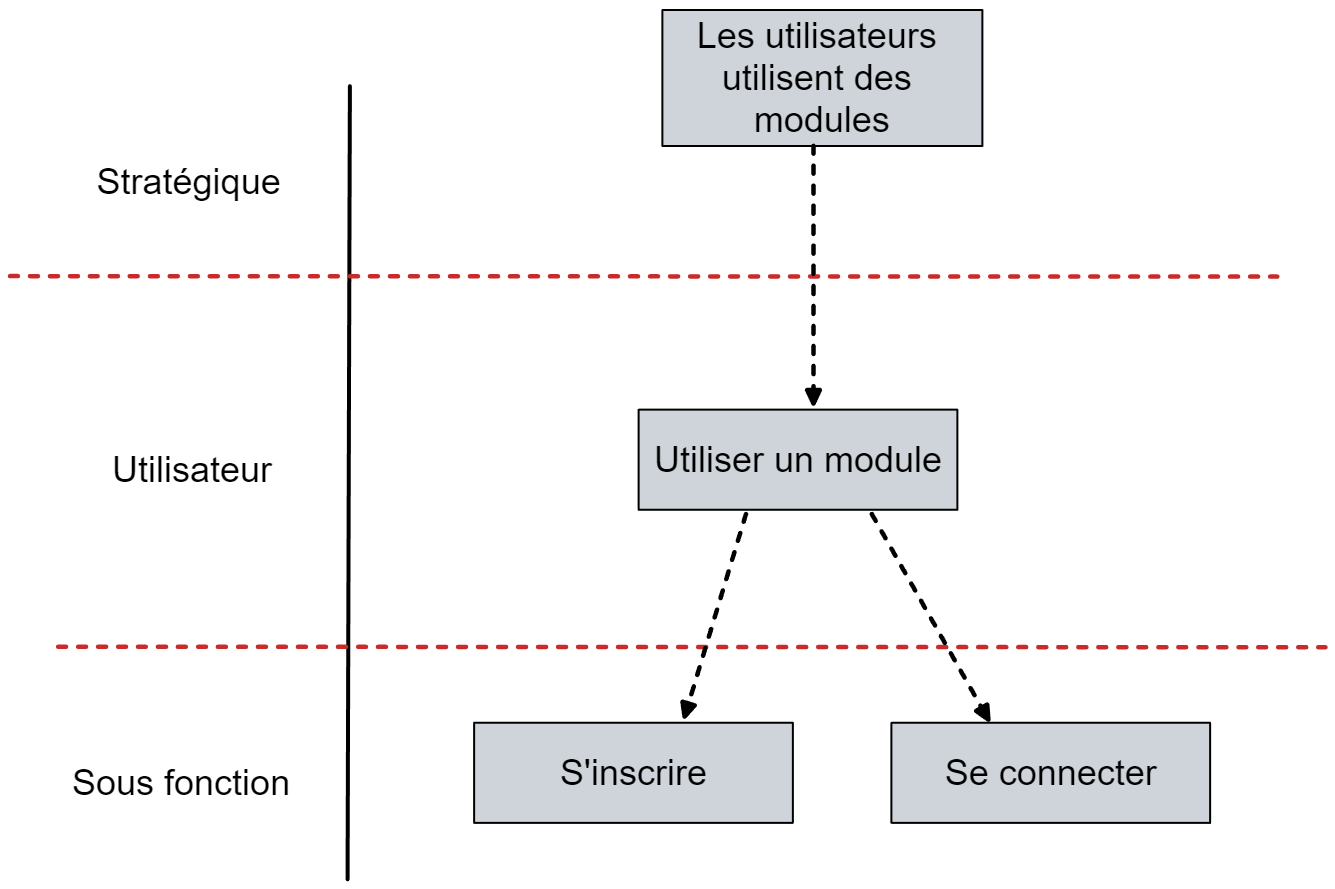 Les utilisateurs
utilisent des
modules
Stratégique
Utilisateur
Utiliser un module
Sous fonction
S'inscrire
Se connecter